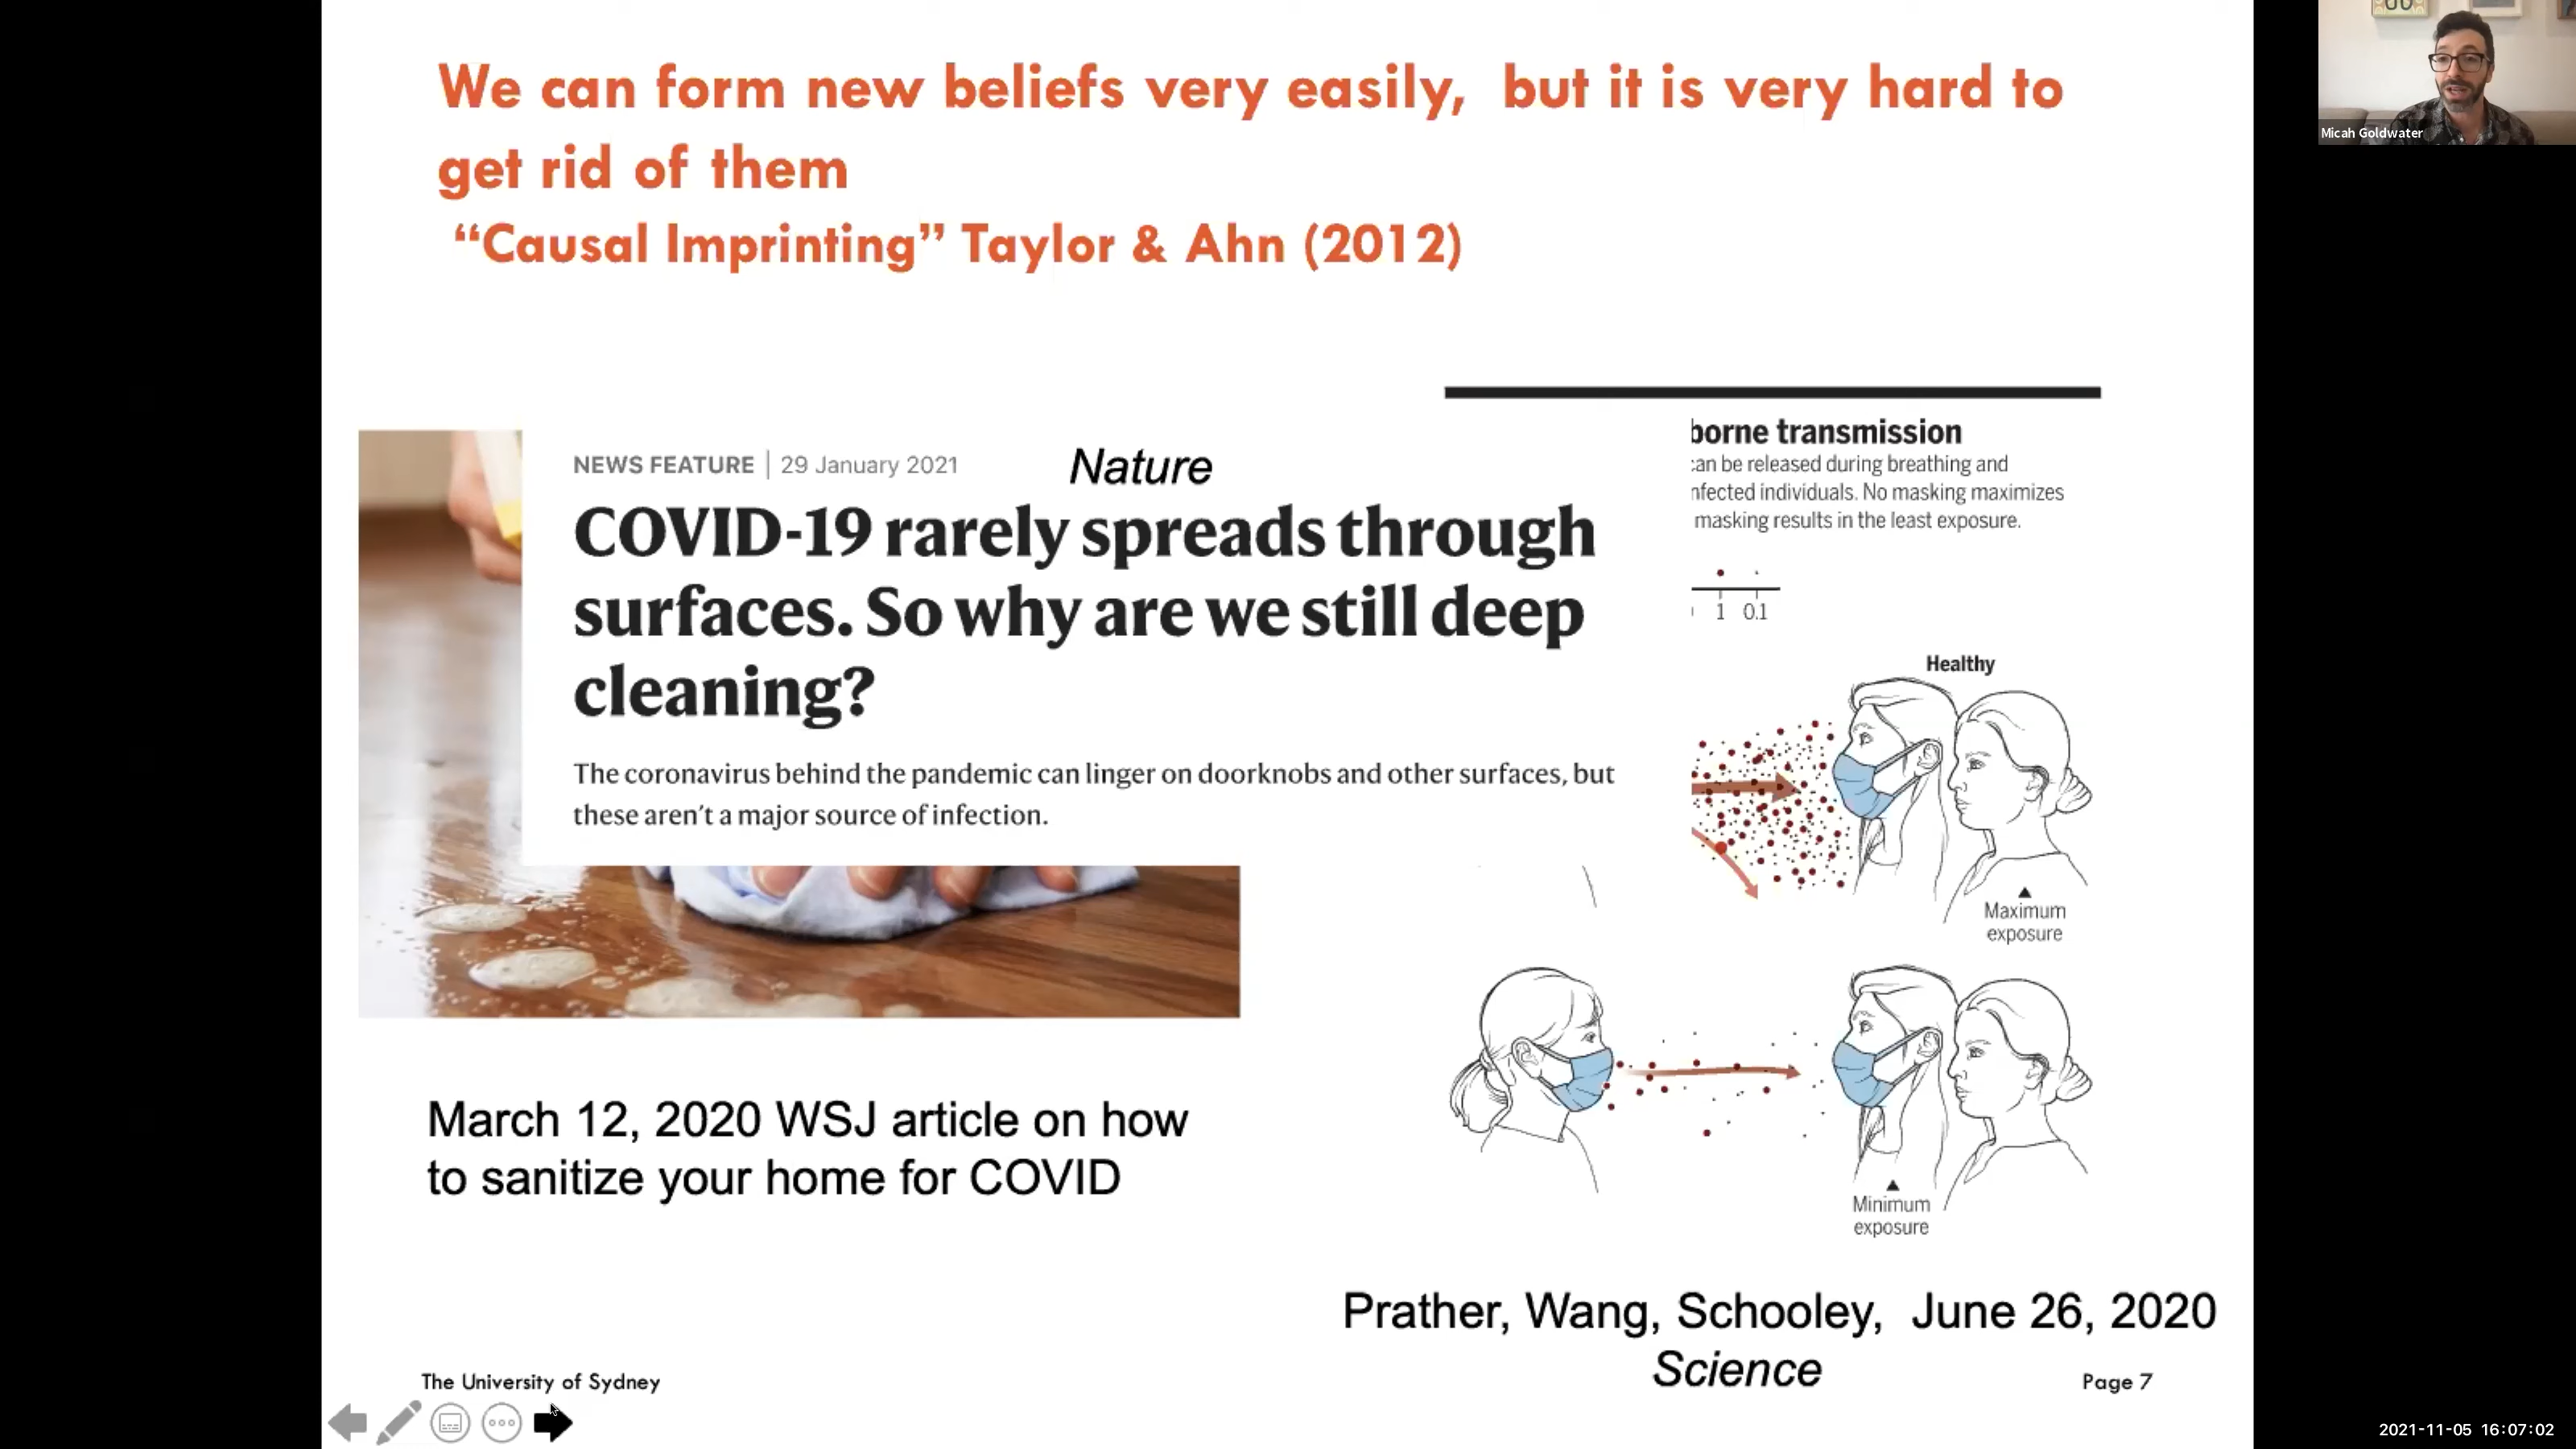 We can form new beliefs very easily, but it is very hard to
get rid of them
“Causal Imprinting” Taylor & Ahn (2012)
Micah Goldwater
NEWS FEATURE | 29 January 2021
Nature
COVID-19 rarely spreads through
surfaces. So why are we still deep
cleaning?
The coronavirus behind the pandemic can linger on doorknobs and other surfaces, but
these aren’t a major source of infection.
borne transmission
can be released during breathing and
nfected individuals. No masking maximizes
masking results in the least exposure.
1 0.1
Healthy
Maximum
exposure
Minimum
exposure
March 12, 2020 WSJ article on how
to sanitize your home for COVID
Prather, Wang, Schooley, June 26, 2020
Science
The University of Sydney
Page 7
2021-11-05 16:07:02